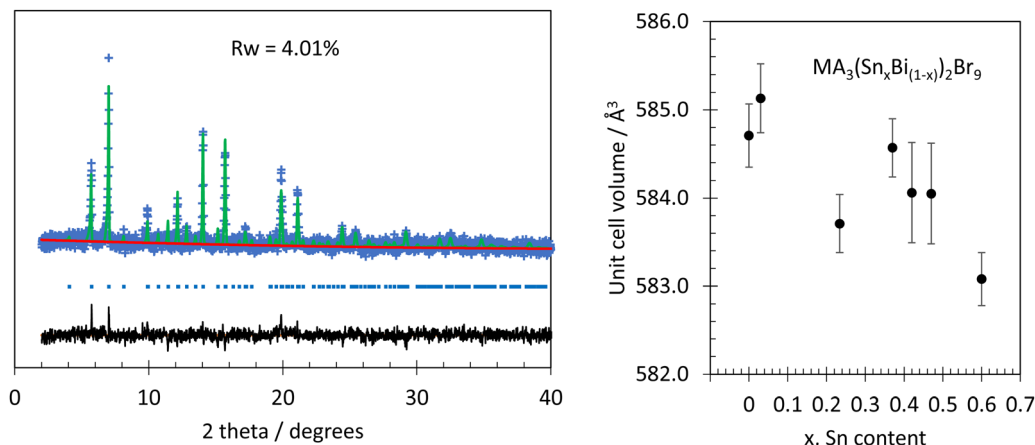 Rw = 4.01%
0
10
20
30
40
2 theta / degrees
586.0
585.0
584.0
583.0
582.0
Unit cell volume / Å³
MA₃(SnₓBi₍₁₋ₓ₎)₂Br₉
0 0.1 0.2 0.3 0.4 0.5 0.6 0.7
x. Sn content